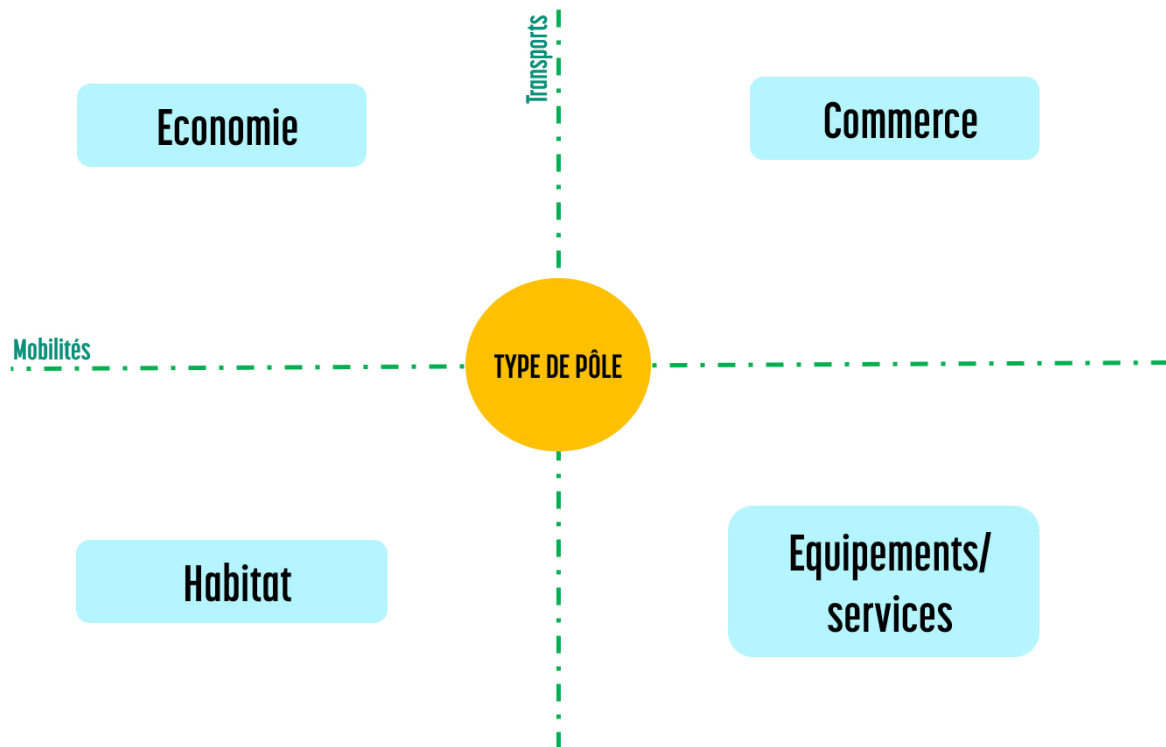 Transports
Economie
Commerce
Mobilités
TYPE DE PÔLE
Habitat
Equipements/
services